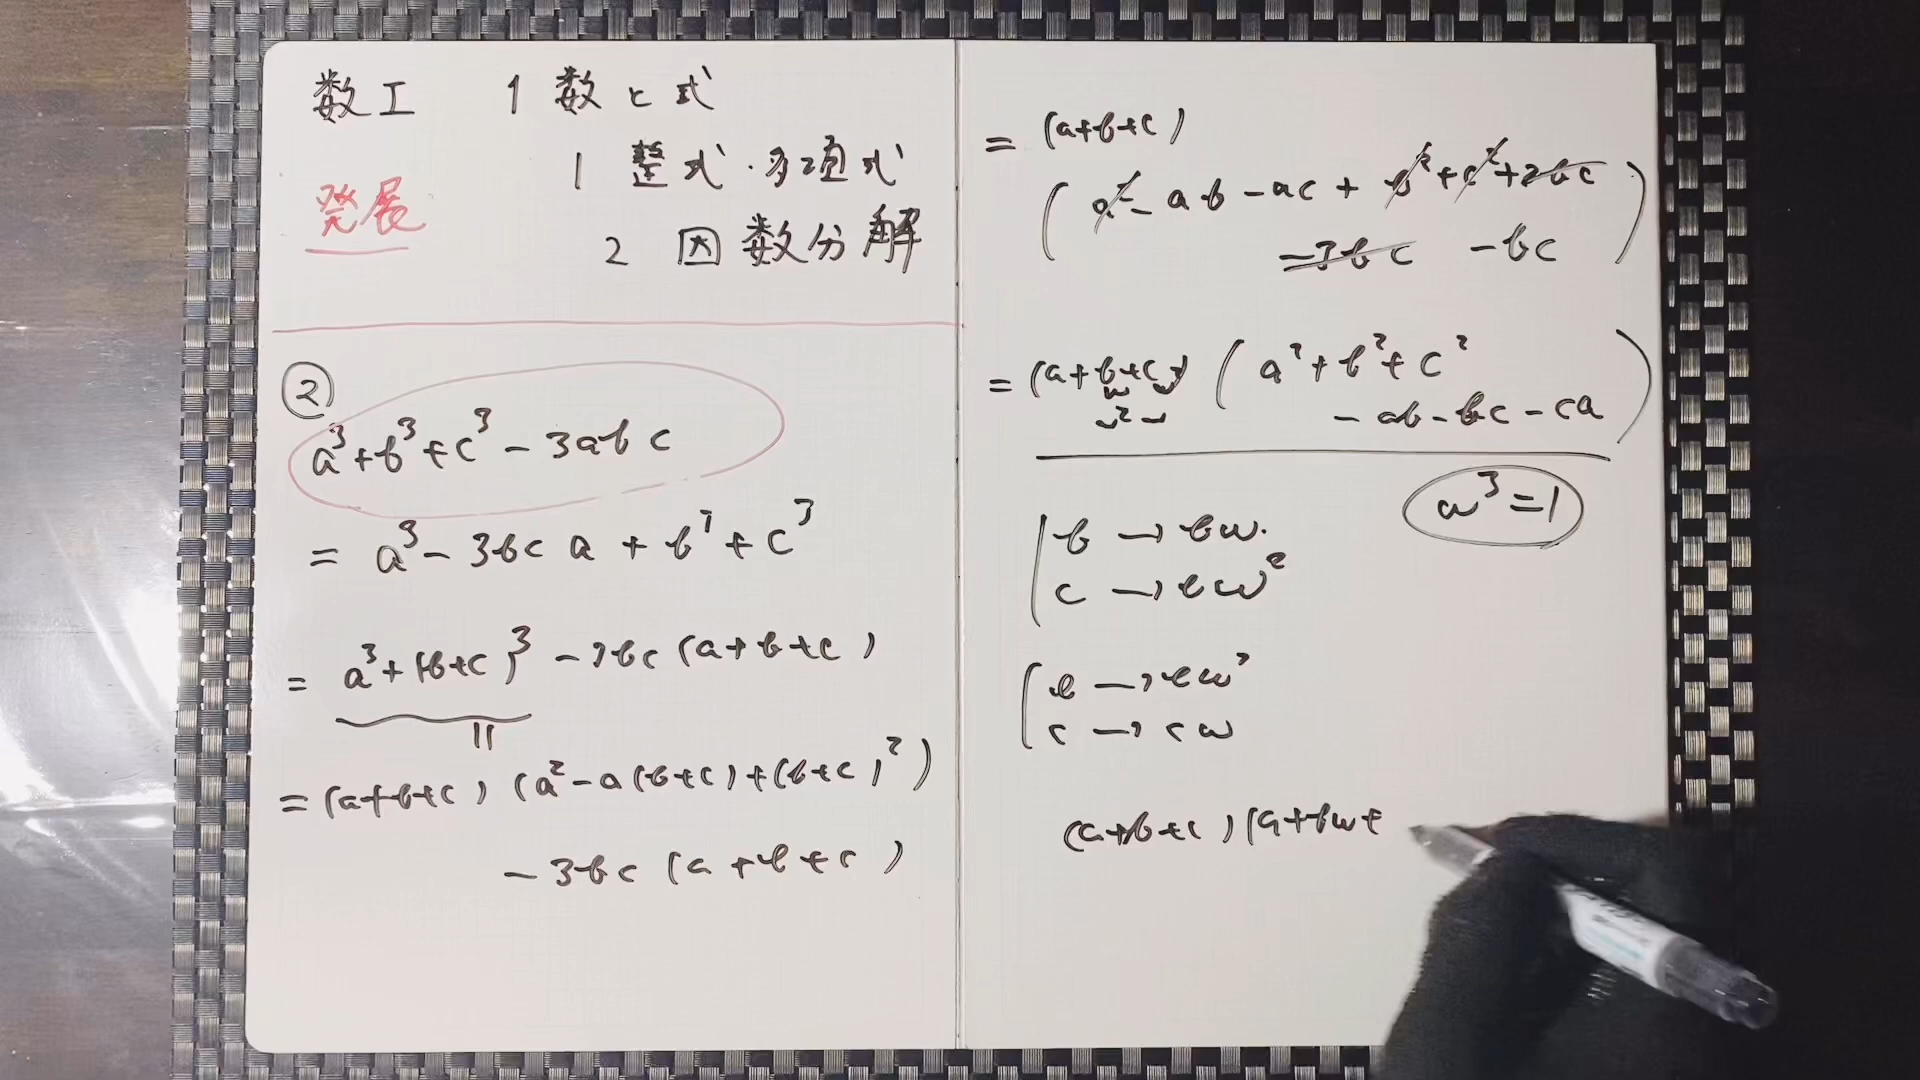 数I 1 数と式
1 整式・多項式
発展
2 因数分解
②
a³+b³+c³-3abc
= a³-3bc a + b³+c³
= a³+(b+c)³-3bc(a+b+c)
||
=(a+b+c)(a²-a(b+c)+(b+c)²)
-3bc(a+b+c)
= (a+b+c)
(a²-ab-ac+b²+c²+2bc
-3bc -bc)
=(a+b+c)(a²+b²+c²
ω ω²
ω² ω
-ab-bc-ca)
ω³=1
b → bω.
c → cω²
b → bω²
c → cω
(a+b+c)(a+bω+